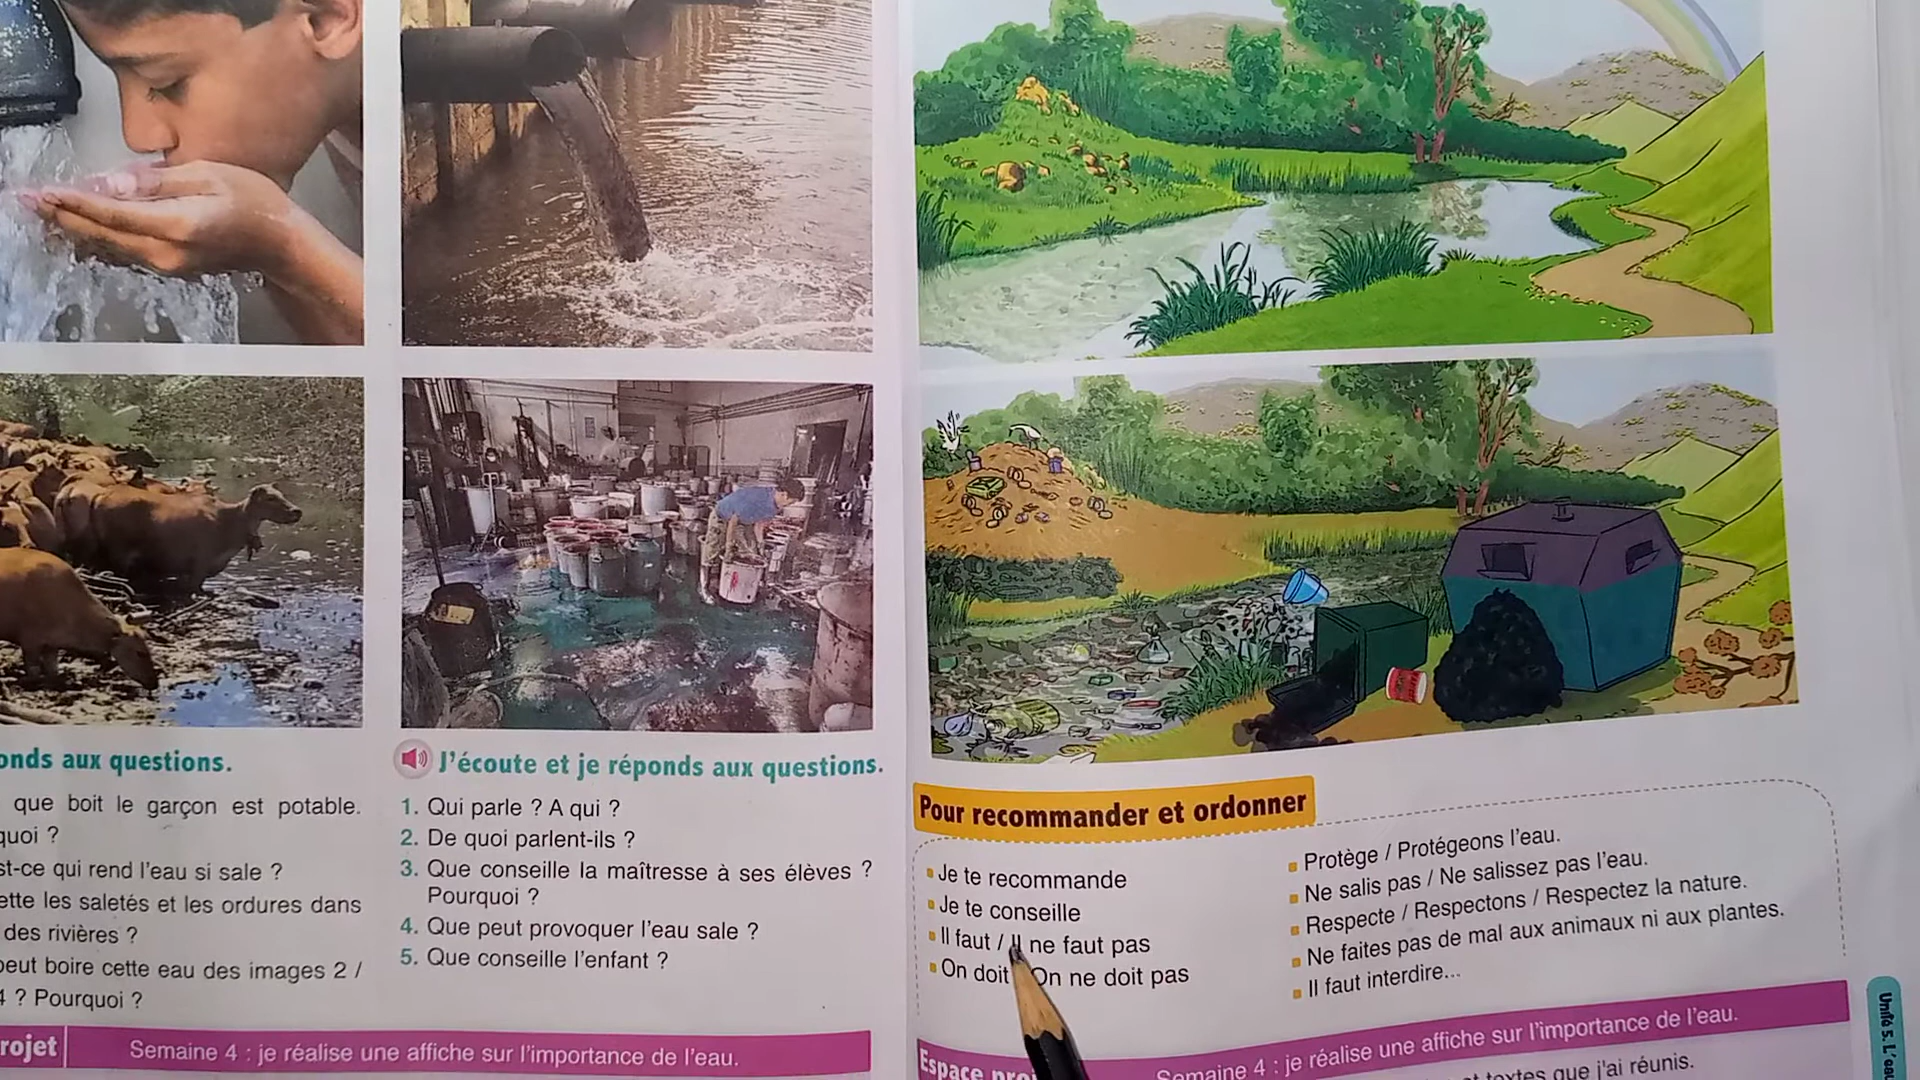 onds aux questions.
que boit le garçon est potable.
quoi ?
st-ce qui rend l'eau si sale ?
ette les saletés et les ordures dans
des rivières ?
peut boire cette eau des images 2 /
4 ? Pourquoi ?
J'écoute et je réponds aux questions.
1. Qui parle ? A qui ?
2. De quoi parlent-ils ?
3. Que conseille la maîtresse à ses élèves ?
Pourquoi ?
4. Que peut provoquer l'eau sale ?
5. Que conseille l'enfant ?
rojet
Semaine 4 : je réalise une affiche sur l'importance de l'eau.
Pour recommander et ordonner
Je te recommande
Je te conseille
Il faut / Il ne faut pas
On doit On ne doit pas
Protège / Protégeons l'eau.
Ne salis pas / Ne salissez pas l'eau.
Respecte / Respectons / Respectez la nature.
Ne faites pas de mal aux animaux ni aux plantes.
Il faut interdire...
Espace pro
Semaine 4 : je réalise une affiche sur l'importance de l'eau.
textes que j'ai réunis.
Unité 5. L'eau